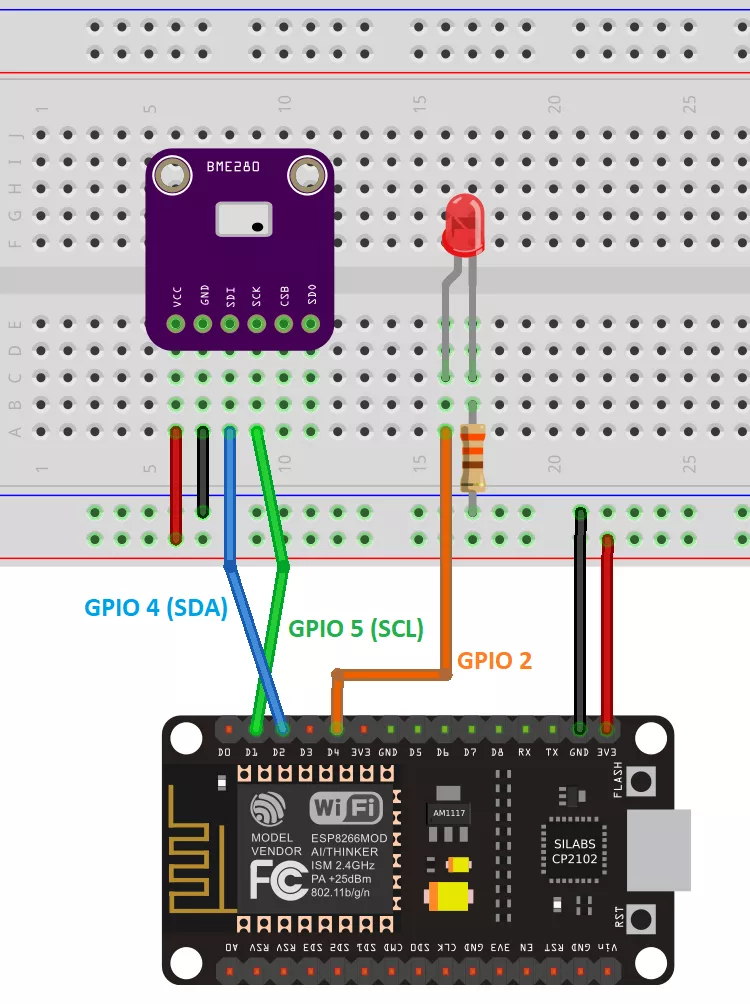 1 5 10 15 20 25
J
I
H
G
F
BME280
VCC GND SDI SCK CSB SDO
E
D
C
B
A
1 5 10 15 20 25
GPIO 4 (SDA)
GPIO 5 (SCL)
GPIO 2
D0 D1 D2 D3 D4 3V3 GND D5 D6 D7 D8 RX TX GND 3V3
FLASH
WiFi
MODEL ESP8266MOD
VENDOR AI/THINKER
ISM 2.4GHz
PA +25dBm
802.11b/g/n
FC
AM1117
SILABS
CP2102
RST
A0 RSV RSV SD3 SD2 SD1 CMD SD0 CLK GND 3V3 EN RST GND Vin